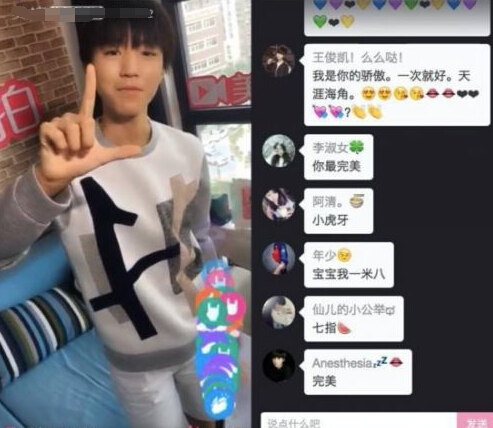 拍
美
王俊凯！么么哒！
我是你的骄傲。一次就好。天
涯海角。😍😍😘😘👄👄❤❤
💘💘?👏👏
李淑女🍀
你最完美
阿清。🍜
小虎牙
年少😣
宝宝我一米八
仙儿的小公举
七指🍉
Anesthesia💤👄
完美
说点什么吧
发送